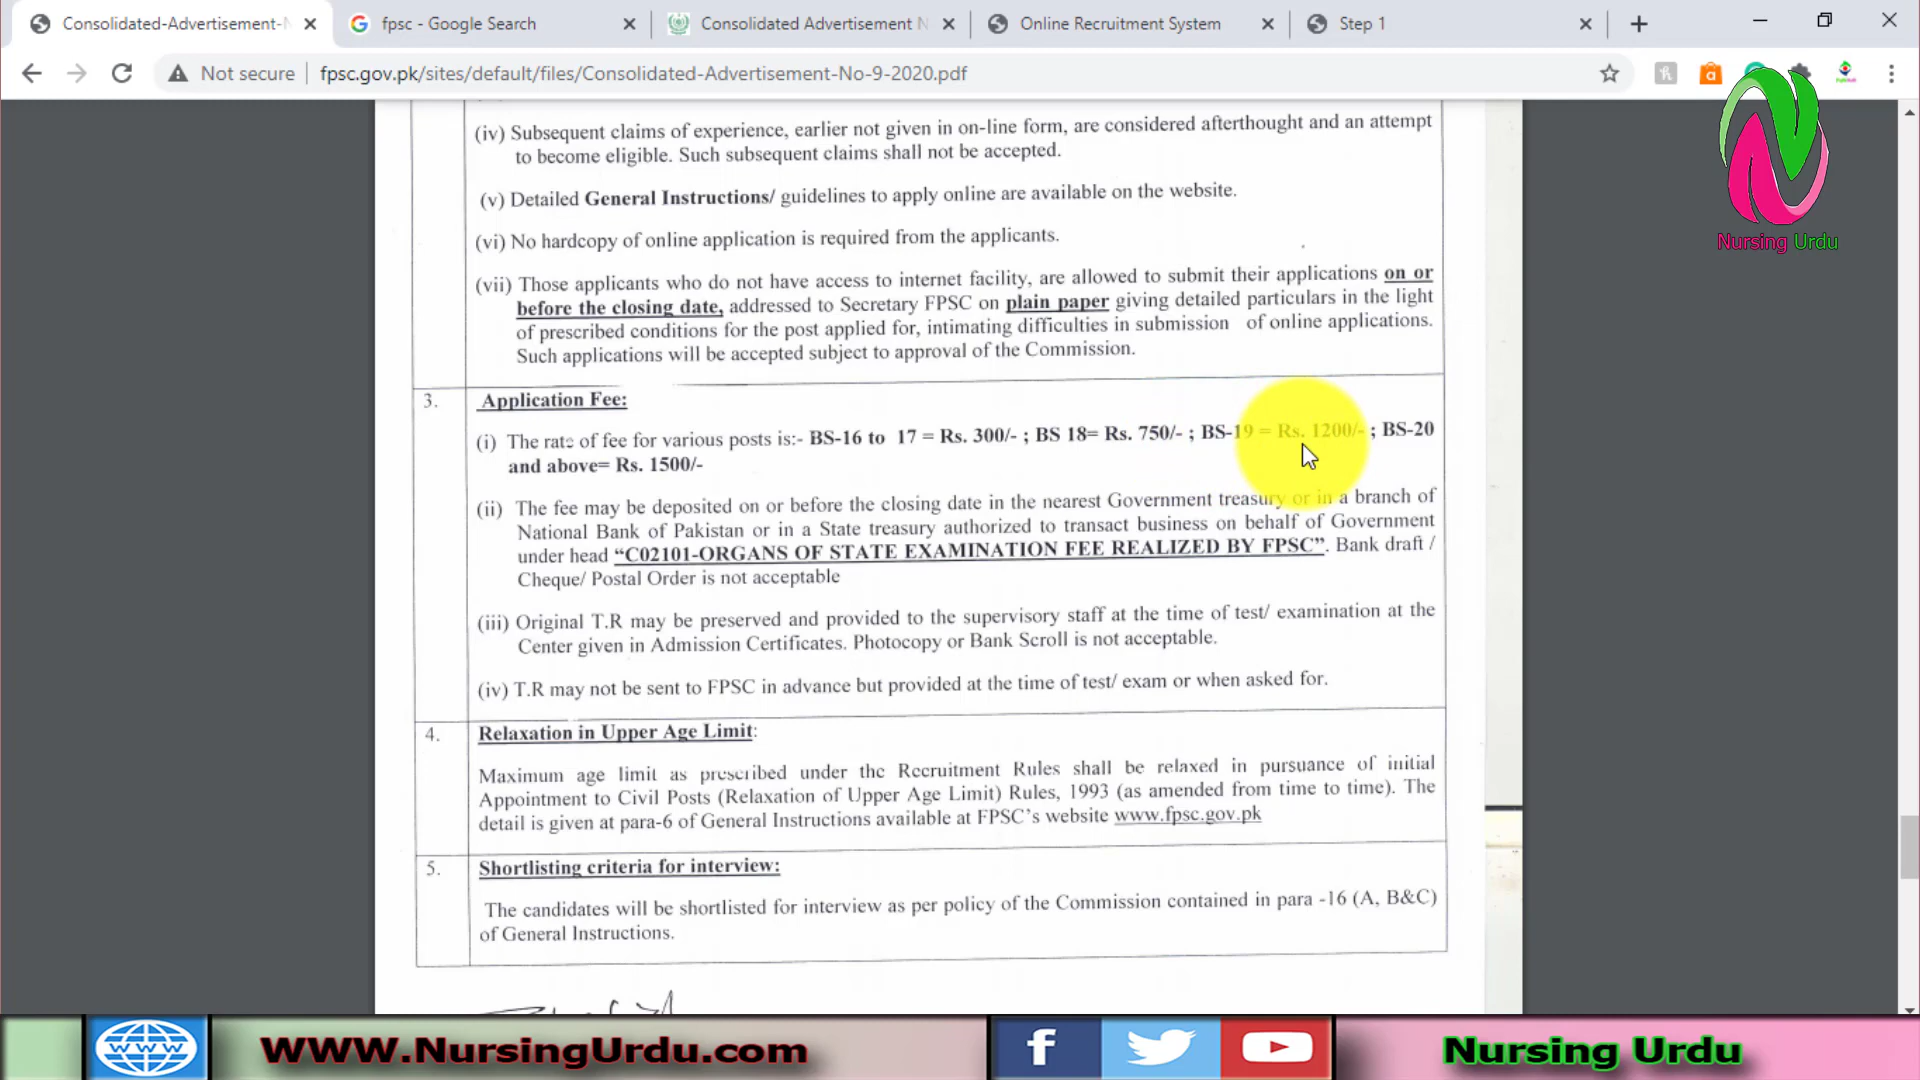 Consolidated-Advertisement-N
fpsc - Google Search
Consolidated Advertisement N
Online Recruitment System
Step 1
Not secure
fpsc.gov.pk/sites/default/files/Consolidated-Advertisement-No-9-2020.pdf
Nursing Urdu
(iv) Subsequent claims of experience, earlier not given in on-line form, are considered afterthought and an attempt
to become eligible. Such subsequent claims shall not be accepted.
(v) Detailed General Instructions/ guidelines to apply online are available on the website.
(vi) No hardcopy of online application is required from the applicants.
(vii) Those applicants who do not have access to internet facility, are allowed to submit their applications on or
before the closing date, addressed to Secretary FPSC on plain paper giving detailed particulars in the light
of prescribed conditions for the post applied for, intimating difficulties in submission of online applications.
Such applications will be accepted subject to approval of the Commission.
3. Application Fee:
(i) The rate of fee for various posts is:- BS-16 to 17 = Rs. 300/- ; BS 18= Rs. 750/- ; BS-19 = Rs. 1200/- ; BS-20
and above= Rs. 1500/-
(ii) The fee may be deposited on or before the closing date in the nearest Government treasury or in a branch of
National Bank of Pakistan or in a State treasury authorized to transact business on behalf of Government
under head “C02101-ORGANS OF STATE EXAMINATION FEE REALIZED BY FPSC”. Bank draft /
Cheque/ Postal Order is not acceptable
(iii) Original T.R may be preserved and provided to the supervisory staff at the time of test/ examination at the
Center given in Admission Certificates. Photocopy or Bank Scroll is not acceptable.
(iv) T.R may not be sent to FPSC in advance but provided at the time of test/ exam or when asked for.
4. Relaxation in Upper Age Limit:
Maximum age limit as prescribed under the Recruitment Rules shall be relaxed in pursuance of initial
Appointment to Civil Posts (Relaxation of Upper Age Limit) Rules, 1993 (as amended from time to time). The
detail is given at para-6 of General Instructions available at FPSC's website www.fpsc.gov.pk
5. Shortlisting criteria for interview:
The candidates will be shortlisted for interview as per policy of the Commission contained in para -16 (A, B&C)
of General Instructions.
WWW
WWW.NursingUrdu.com
f
Nursing Urdu